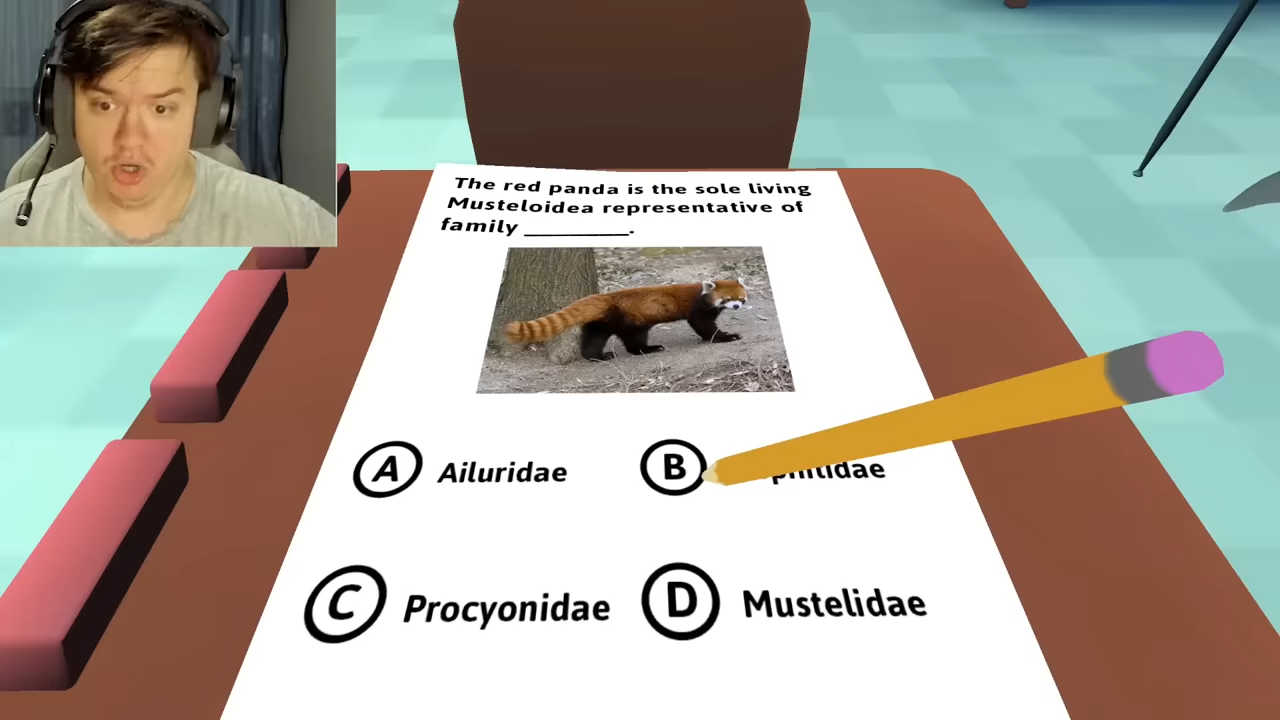 The red panda is the sole living
Musteloidea representative of
family ________.
A Ailuridae
B
C Procyonidae
D Mustelidae